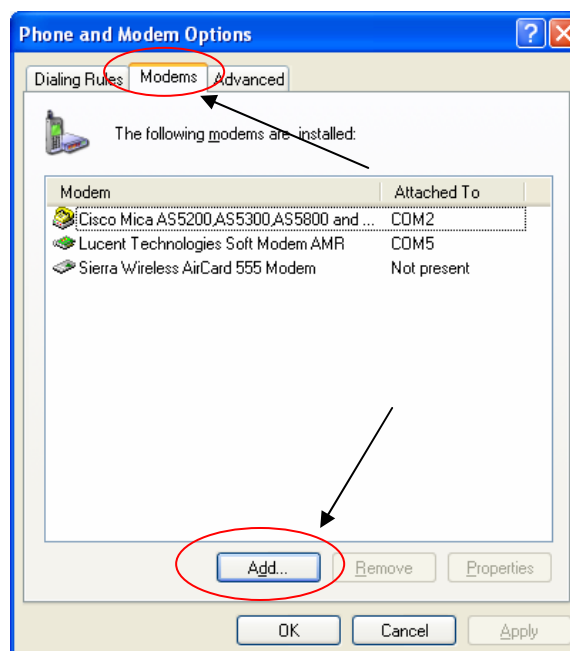 Phone and Modem Options
Dialing Rules Modems Advanced
The following modems are installed:
Modem Attached To
Cisco Mica AS5200,AS5300,AS5800 and ... COM2
Lucent Technologies Soft Modem AMR COM5
Sierra Wireless AirCard 555 Modem Not present
Add... Remove Properties
OK Cancel Apply